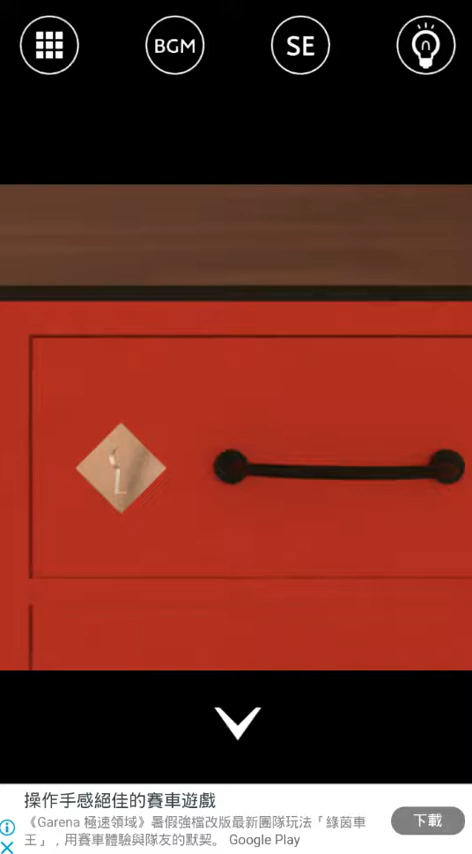 BGM
SE
操作手感絕佳的賽車遊戲
《Garena 極速領域》暑假強檔改版最新團隊玩法「綠茵車
王」，用賽車體驗與隊友的默契。 Google Play
下載